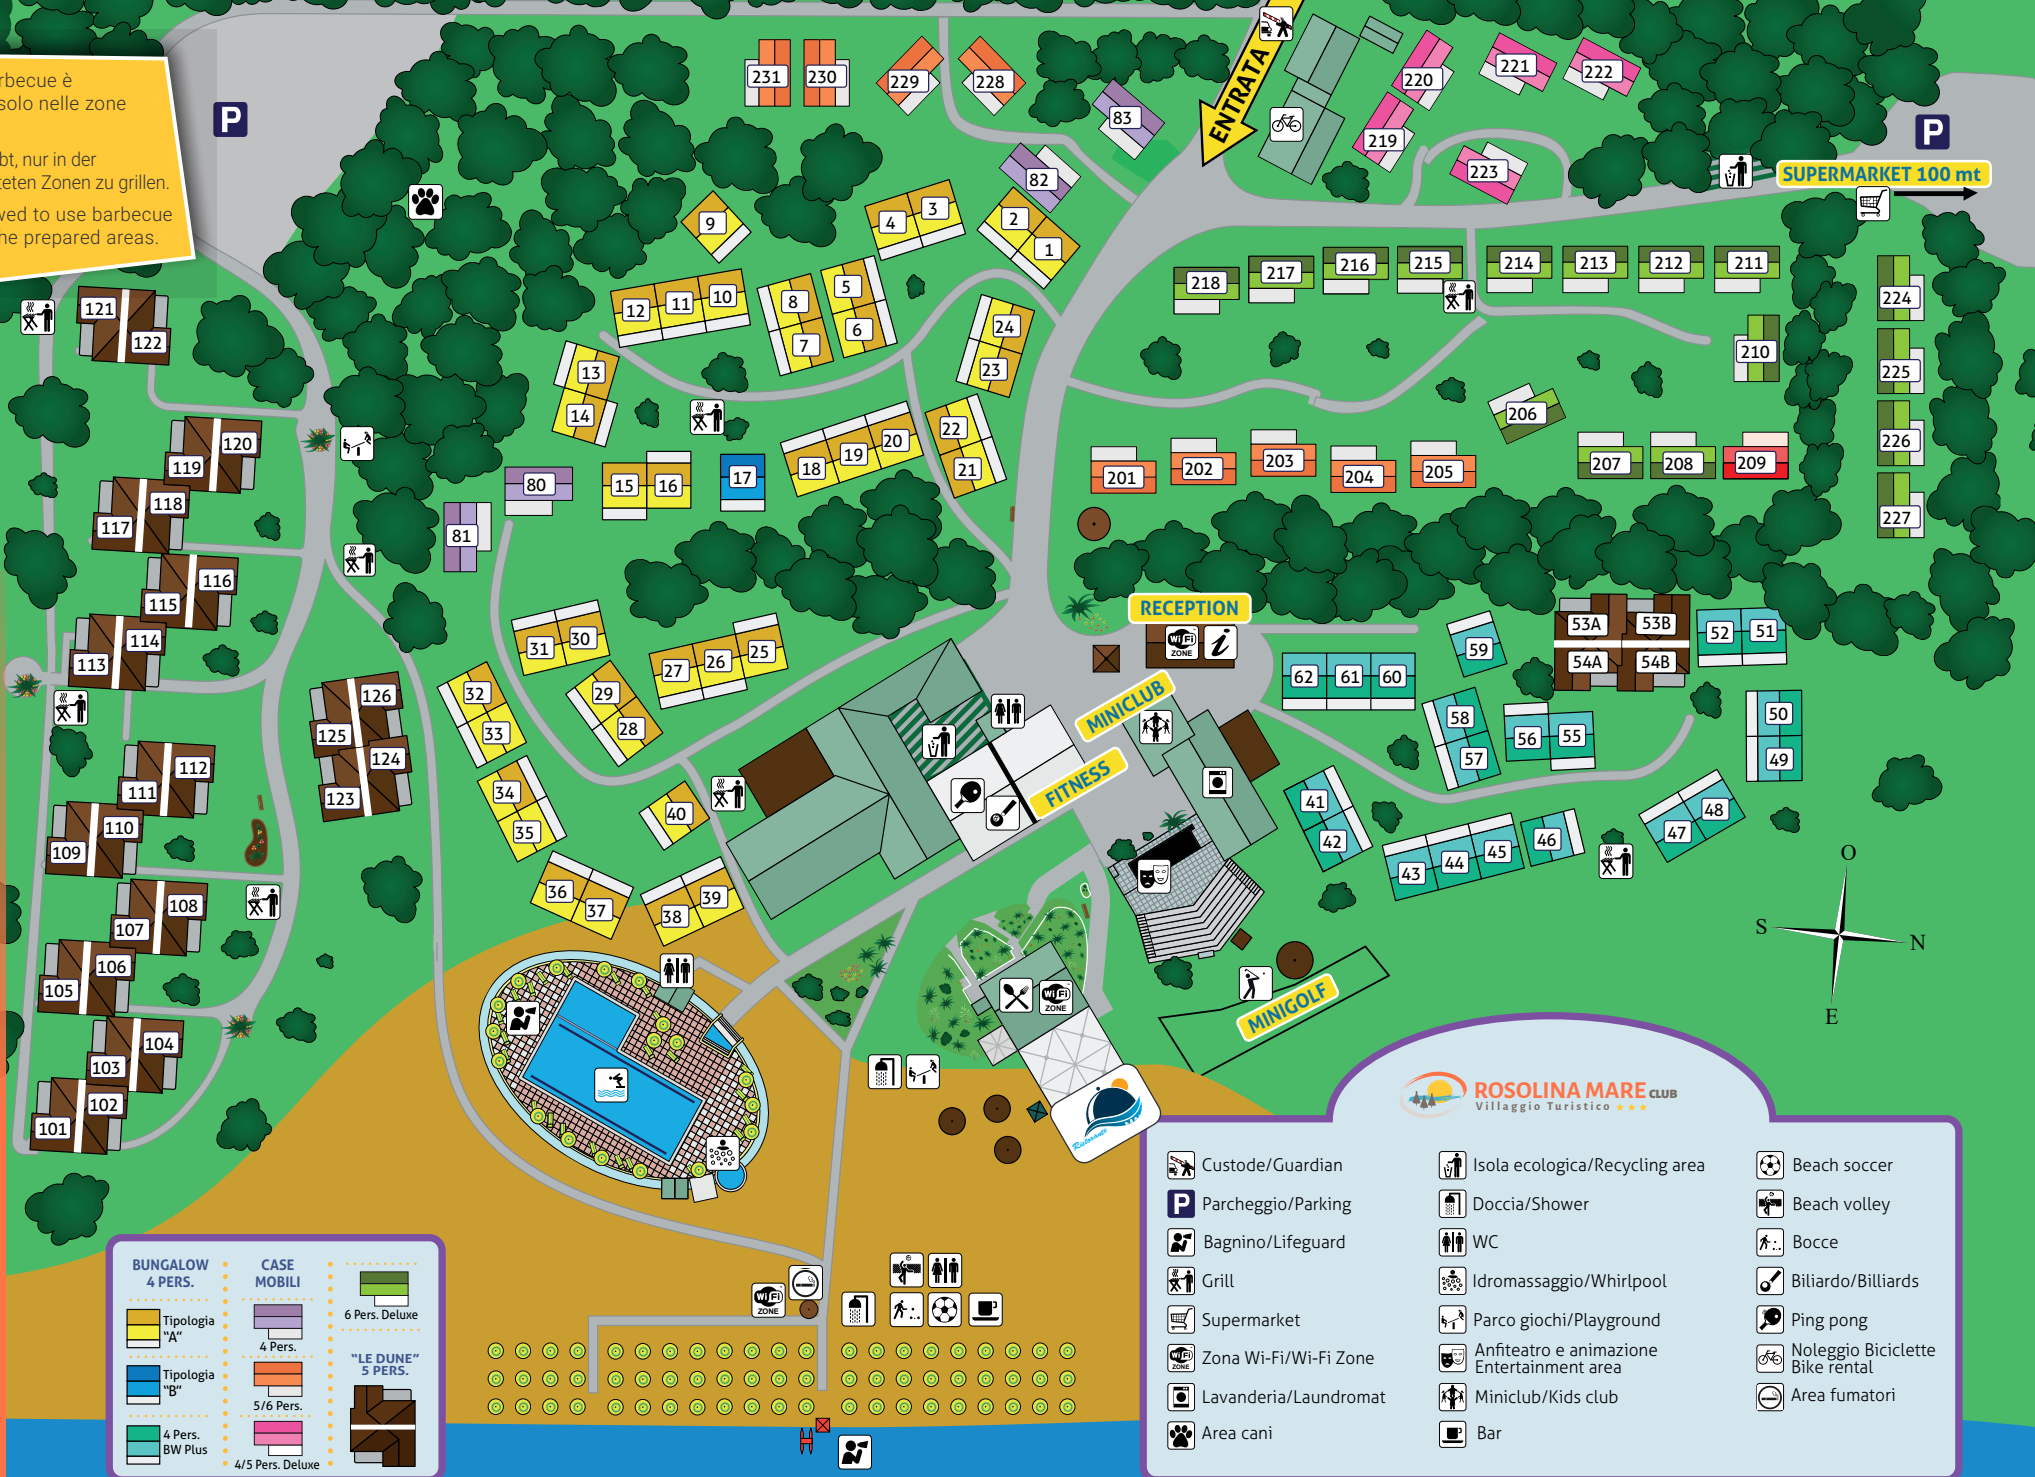 rbecue è
solo nelle zone
bt, nur in der
teten Zonen zu grillen.
wed to use barbecue
he prepared areas.
P
ENTRATA
P
SUPERMARKET 100 mt
231
230
229
228
83
82
220
221
222
219
223
9
4
3
2
1
12
11
10
8
7
5
6
24
23
218
217
216
215
214
213
212
211
224
225
226
227
210
206
13
14
18
19
20
22
21
15
16
17
80
81
201
202
203
204
205
207
208
209
121
122
120
119
118
117
116
115
114
113
126
125
124
123
112
111
110
109
108
107
106
105
104
103
102
101
31
30
27
26
25
32
33
29
28
34
35
40
36
37
38
39
RECEPTION
WiFi
ZONE
i
MINICLUB
FITNESS
59
53A
53B
54A
54B
52
51
62
61
60
58
57
56
55
50
49
41
42
43
44
45
46
47
48
O
S
N
E
WiFi
ZONE
MINIGOLF
Ristorante
WiFi
ZONE
ROSOLINA MARE CLUB
Villaggio Turistico
Custode/Guardian
P Parcheggio/Parking
Bagnino/Lifeguard
Grill
Supermarket
WiFi ZONE Zona Wi-Fi/Wi-Fi Zone
Lavanderia/Laundromat
Area cani
Isola ecologica/Recycling area
Doccia/Shower
WC
Idromassaggio/Whirlpool
Parco giochi/Playground
Anfiteatro e animazione
Entertainment area
Miniclub/Kids club
Bar
Beach soccer
Beach volley
Bocce
Biliardo/Billiards
Ping pong
Noleggio Biciclette
Bike rental
Area fumatori
BUNGALOW
4 PERS.
Tipologia
"A"
Tipologia
"B"
4 Pers.
BW Plus
CASE
MOBILI
4 Pers.
5/6 Pers.
4/5 Pers. Deluxe
6 Pers. Deluxe
"LE DUNE"
5 PERS.